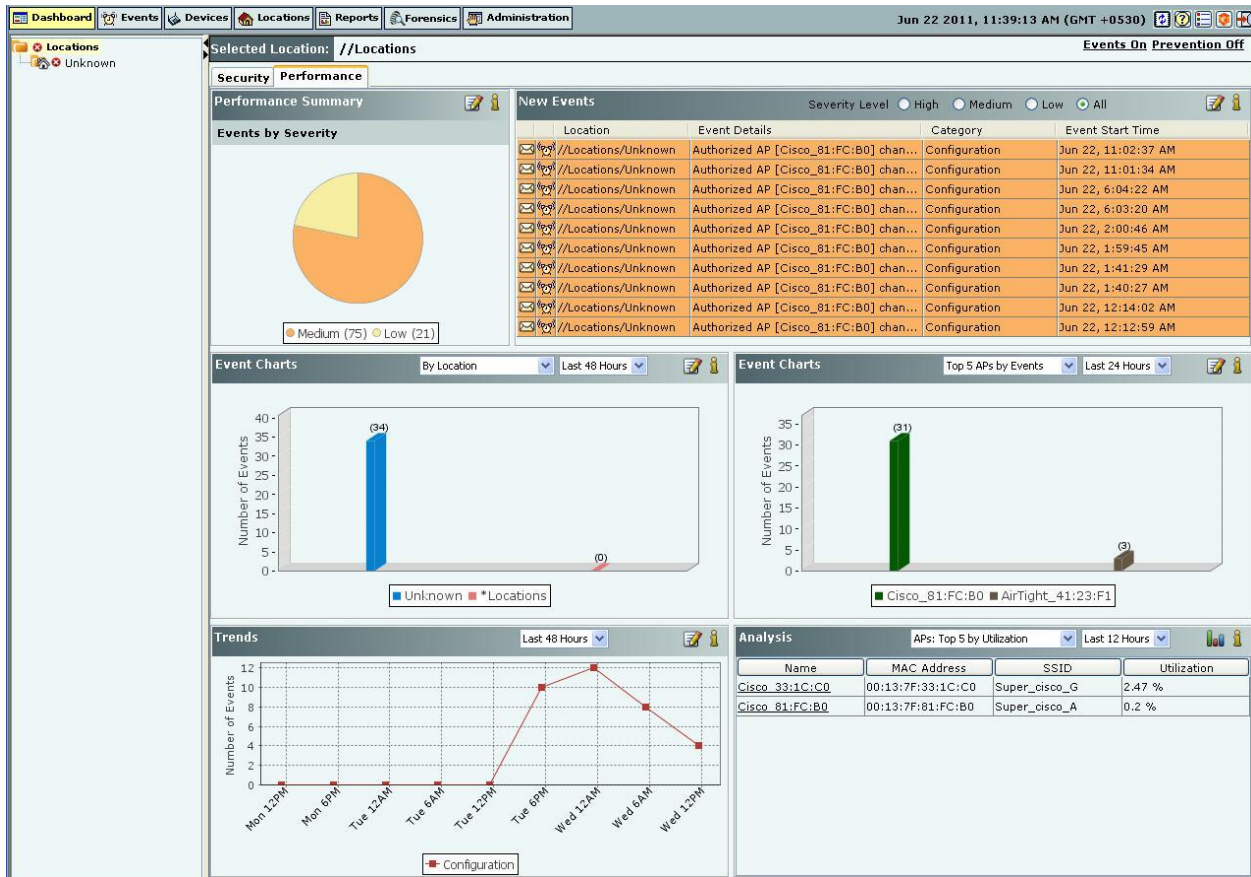 Dashboard Events Devices Locations Reports Forensics Administration Jun 22 2011, 11:39:13 AM (GMT +0530)
Locations
Unknown
Selected Location: //Locations Events On Prevention Off
Security Performance
Performance Summary
Events by Severity
Medium (75) Low (21)
New Events Severity Level High Medium Low All
Location Event Details Category Event Start Time
//Locations/Unknown Authorized AP [Cisco_81:FC:B0] chan... Configuration Jun 22, 11:02:37 AM
//Locations/Unknown Authorized AP [Cisco_81:FC:B0] chan... Configuration Jun 22, 11:01:34 AM
//Locations/Unknown Authorized AP [Cisco_81:FC:B0] chan... Configuration Jun 22, 6:04:22 AM
//Locations/Unknown Authorized AP [Cisco_81:FC:B0] chan... Configuration Jun 22, 6:03:20 AM
//Locations/Unknown Authorized AP [Cisco_81:FC:B0] chan... Configuration Jun 22, 2:00:46 AM
//Locations/Unknown Authorized AP [Cisco_81:FC:B0] chan... Configuration Jun 22, 1:59:45 AM
//Locations/Unknown Authorized AP [Cisco_81:FC:B0] chan... Configuration Jun 22, 1:41:29 AM
//Locations/Unknown Authorized AP [Cisco_81:FC:B0] chan... Configuration Jun 22, 1:40:27 AM
//Locations/Unknown Authorized AP [Cisco_81:FC:B0] chan... Configuration Jun 22, 12:14:02 AM
//Locations/Unknown Authorized AP [Cisco_81:FC:B0] chan... Configuration Jun 22, 12:12:59 AM
Event Charts By Location Last 48 Hours
Number of Events
40
35
30
25
20
15
10
5
0
(34)
(0)
Unknown *Locations
Event Charts Top 5 APs by Events Last 24 Hours
Number of Events
35
30
25
20
15
10
5
0
(31)
(3)
Cisco_81:FC:B0 AirTight_41:23:F1
Trends Last 48 Hours
Number of Events
12
10
8
6
4
2
0
Mon 12PM Mon 6PM Tue 12AM Tue 6AM Tue 12PM Tue 6PM Wed 12AM Wed 6AM Wed 12PM
Configuration
Analysis APs: Top 5 by Utilization Last 12 Hours
Name MAC Address SSID Utilization
Cisco_33:1C:C0 00:13:7F:33:1C:C0 Super_cisco_G 2.47 %
Cisco_81:FC:B0 00:13:7F:81:FC:B0 Super_cisco_A 0.2 %